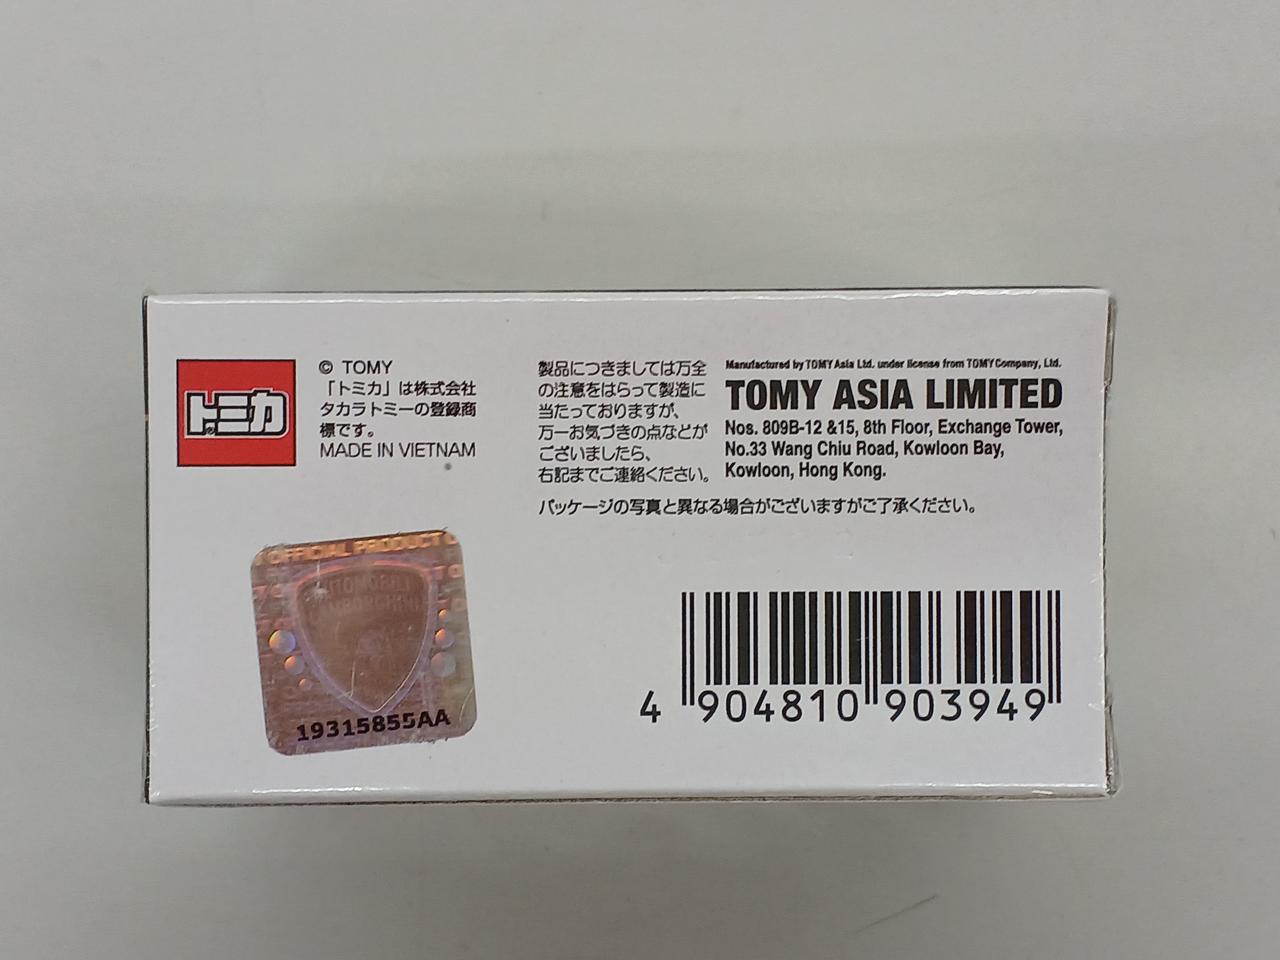 トミカ
© TOMY
「トミカ」は株式会社
タカラトミーの登録商
標です。
MADE IN VIETNAM
製品につきましては万全
の注意をはらって製造に
当たっておりますが、
万一お気づきの点などが
ございましたら、
右記までご連絡ください。
Manufactured by TOMY Asia Ltd. under license from TOMY Company, Ltd.
TOMY ASIA LIMITED
Nos. 809B-12 &15, 8th Floor, Exchange Tower,
No.33 Wang Chiu Road, Kowloon Bay,
Kowloon, Hong Kong.
パッケージの写真と異なる場合がございますがご了承ください。
OFFICIAL PRODUCT
AUTOMOBILI
LAMBORGHINI
19315855AA
4 904810 903949